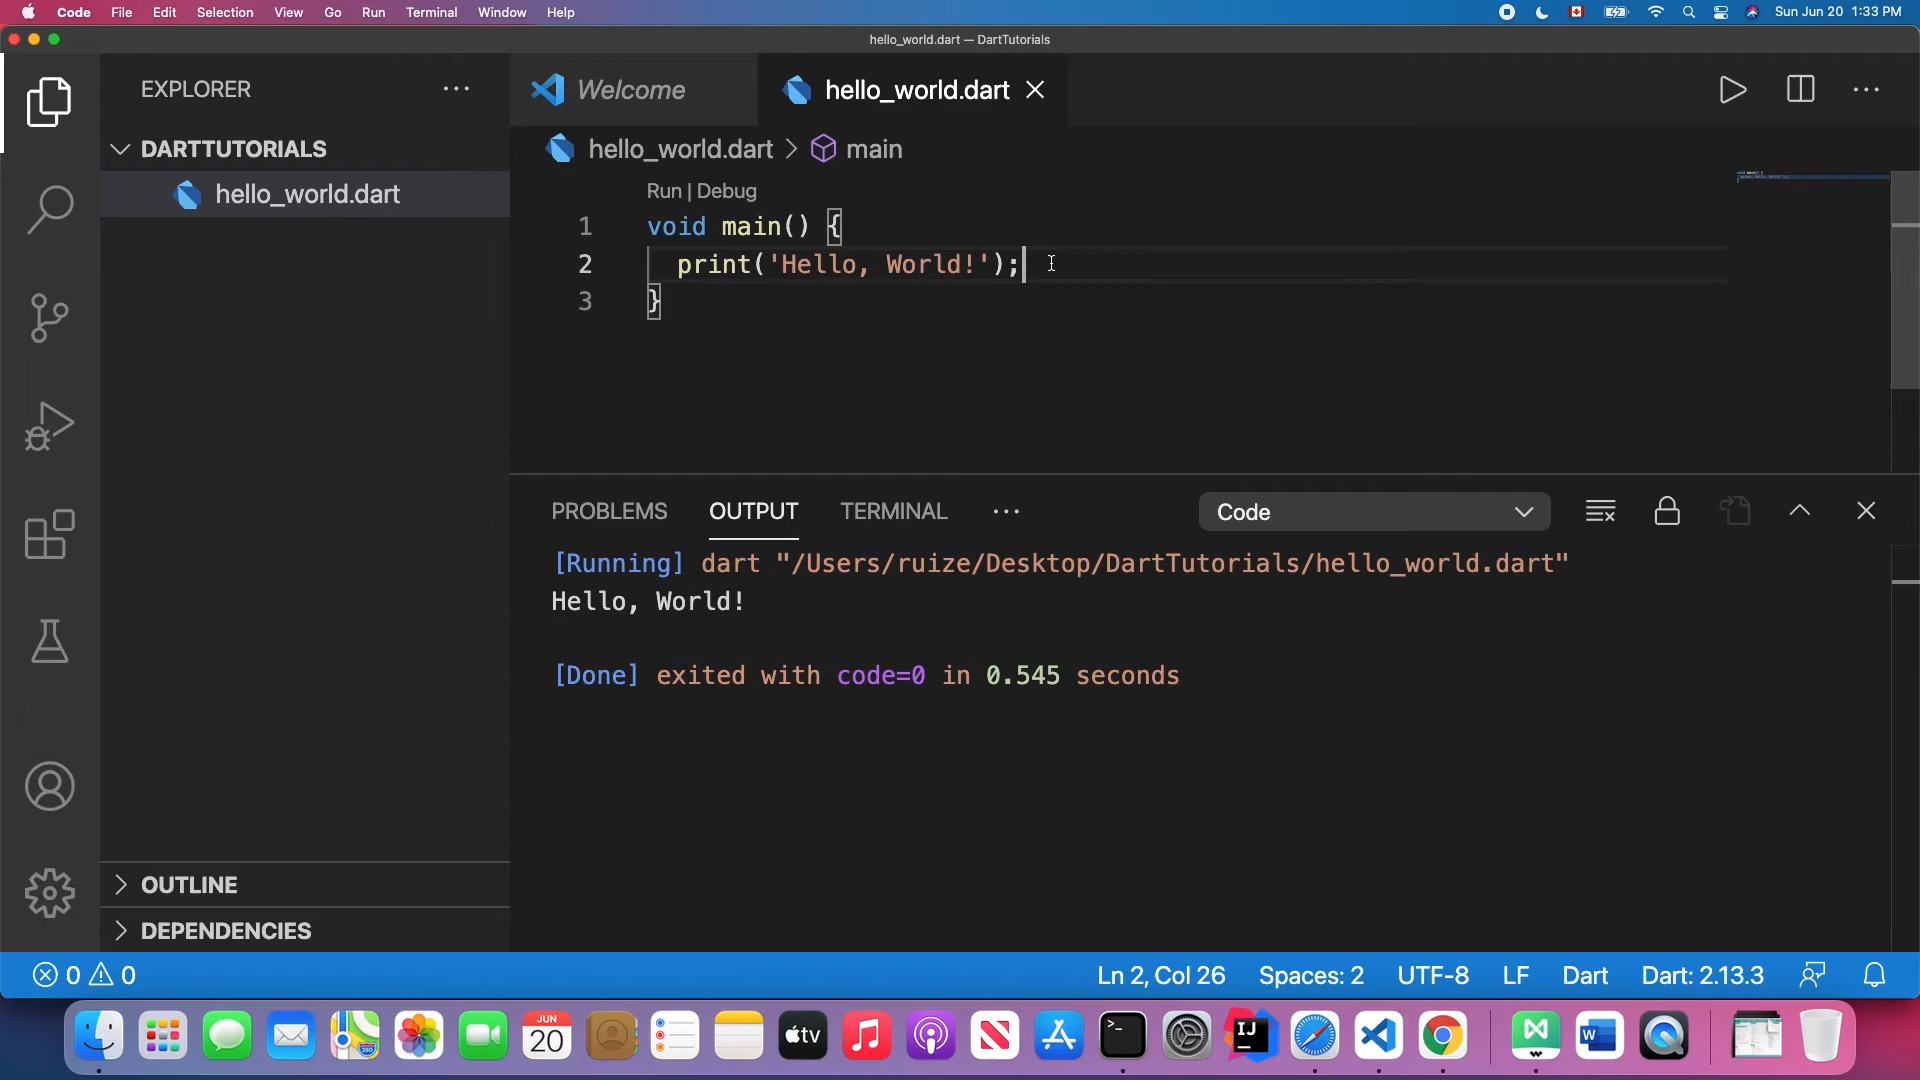 Code File Edit Selection View Go Run Terminal Window Help Sun Jun 20 1:33 PM
hello_world.dart — DartTutorials
EXPLORER
Welcome
hello_world.dart
DARTTUTORIALS
hello_world.dart > main
hello_world.dart
Run | Debug
1 void main() {
2 print('Hello, World!');
3 }
PROBLEMS OUTPUT TERMINAL Code
[Running] dart "/Users/ruize/Desktop/DartTutorials/hello_world.dart"
Hello, World!
[Done] exited with code=0 in 0.545 seconds
OUTLINE
DEPENDENCIES
0 0 Ln 2, Col 26 Spaces: 2 UTF-8 LF Dart Dart: 2.13.3
JUN
20
tv
IJ
W